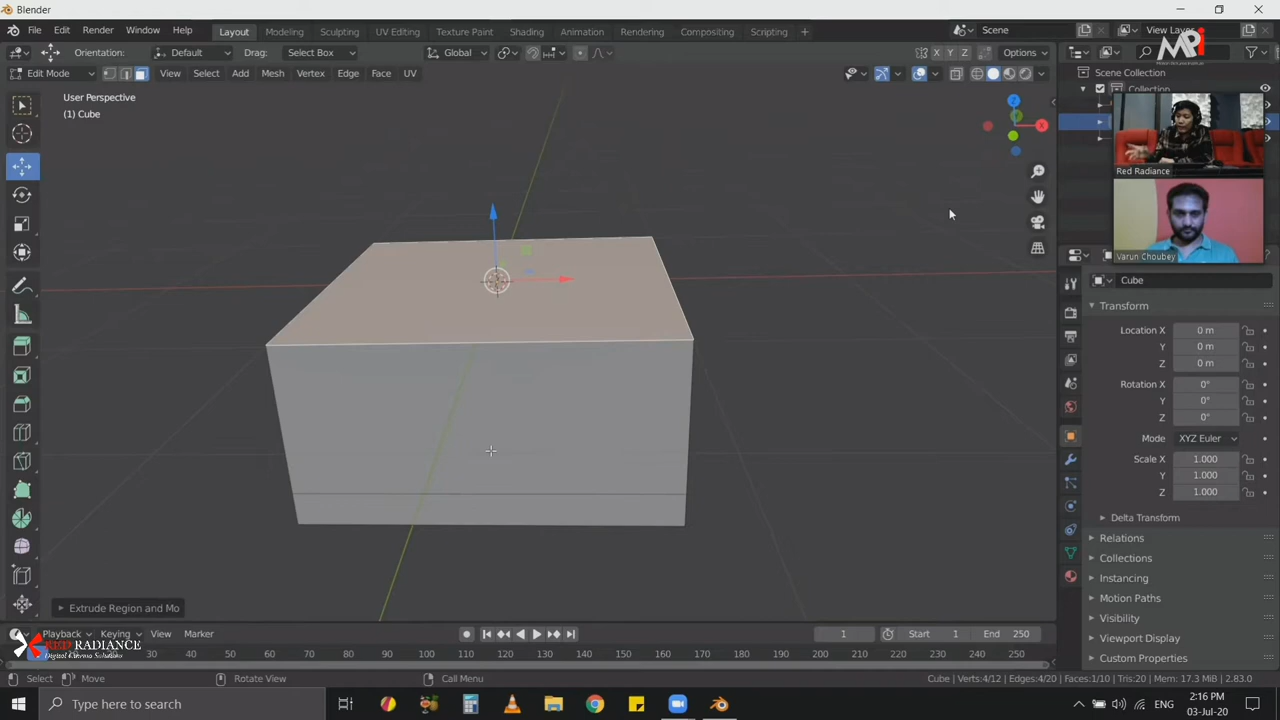 Blender
File Edit Render Window Help Layout Modeling Sculpting UV Editing Texture Paint Shading Animation Rendering Compositing Scripting + Scene View Layer
MRi
Orientation: Default Drag: Select Box Global X Y Z Options
Edit Mode View Select Add Mesh Vertex Edge Face UV
Scene Collection
Collection
User Perspective
(1) Cube
Z
X
Red Radiance
Varun Choubey
Cube
Transform
Location X 0 m
Y 0 m
Z 0 m
Rotation X 0°
Y 0°
Z 0°
Mode XYZ Euler
Scale X 1.000
Y 1.000
Z 1.000
Delta Transform
Relations
Collections
Instancing
Motion Paths
Visibility
Viewport Display
Custom Properties
Extrude Region and Mo
Playback Keying View Marker 1 Start 1 End 250
RED RADIANCE
Digital Cinema Solutions
30 40 50 60 70 80 90 100 110 120 130 140 150 160 170 180 190 200 210 220 230 240 250
Select Move Rotate View Call Menu Cube | Verts:4/12 | Edges:4/20 | Faces:1/10 | Tris:20 | Mem: 17.3 MiB | 2.83.0
Type here to search ENG 2:16 PM
03-Jul-20